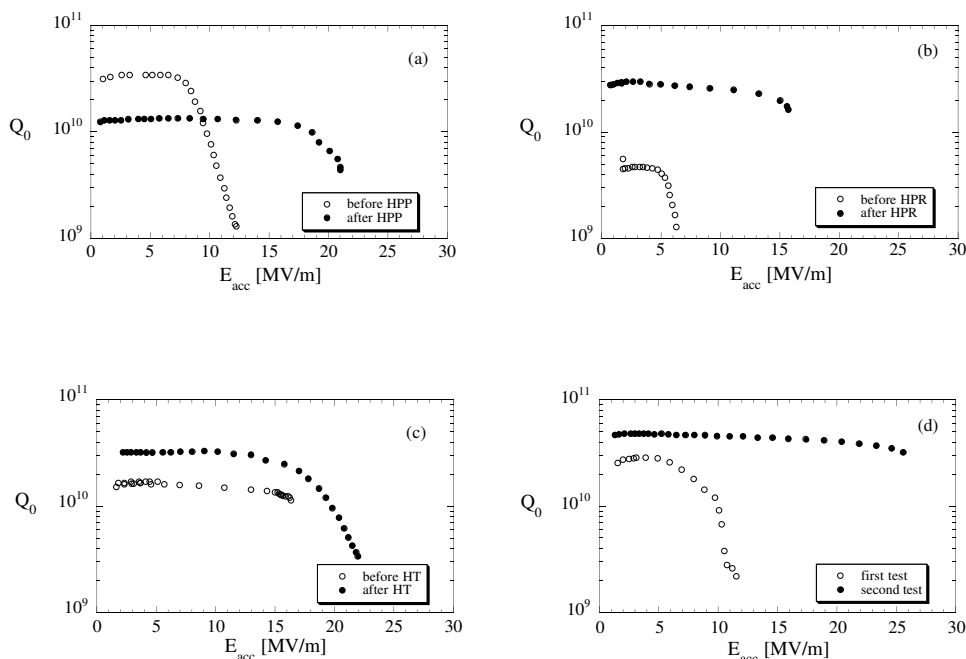 10^11
(a)
Q_0
10^10
before HPP
after HPP
10^9
0 5 10 15 20 25 30
E_acc [MV/m]
10^11
(b)
Q_0
10^10
before HPR
after HPR
10^9
0 5 10 15 20 25 30
E_acc [MV/m]
10^11
(c)
Q_0
10^10
before HT
after HT
10^9
0 5 10 15 20 25 30
E_acc [MV/m]
10^11
(d)
Q_0
10^10
first test
second test
10^9
0 5 10 15 20 25 30
E_acc [MV/m]